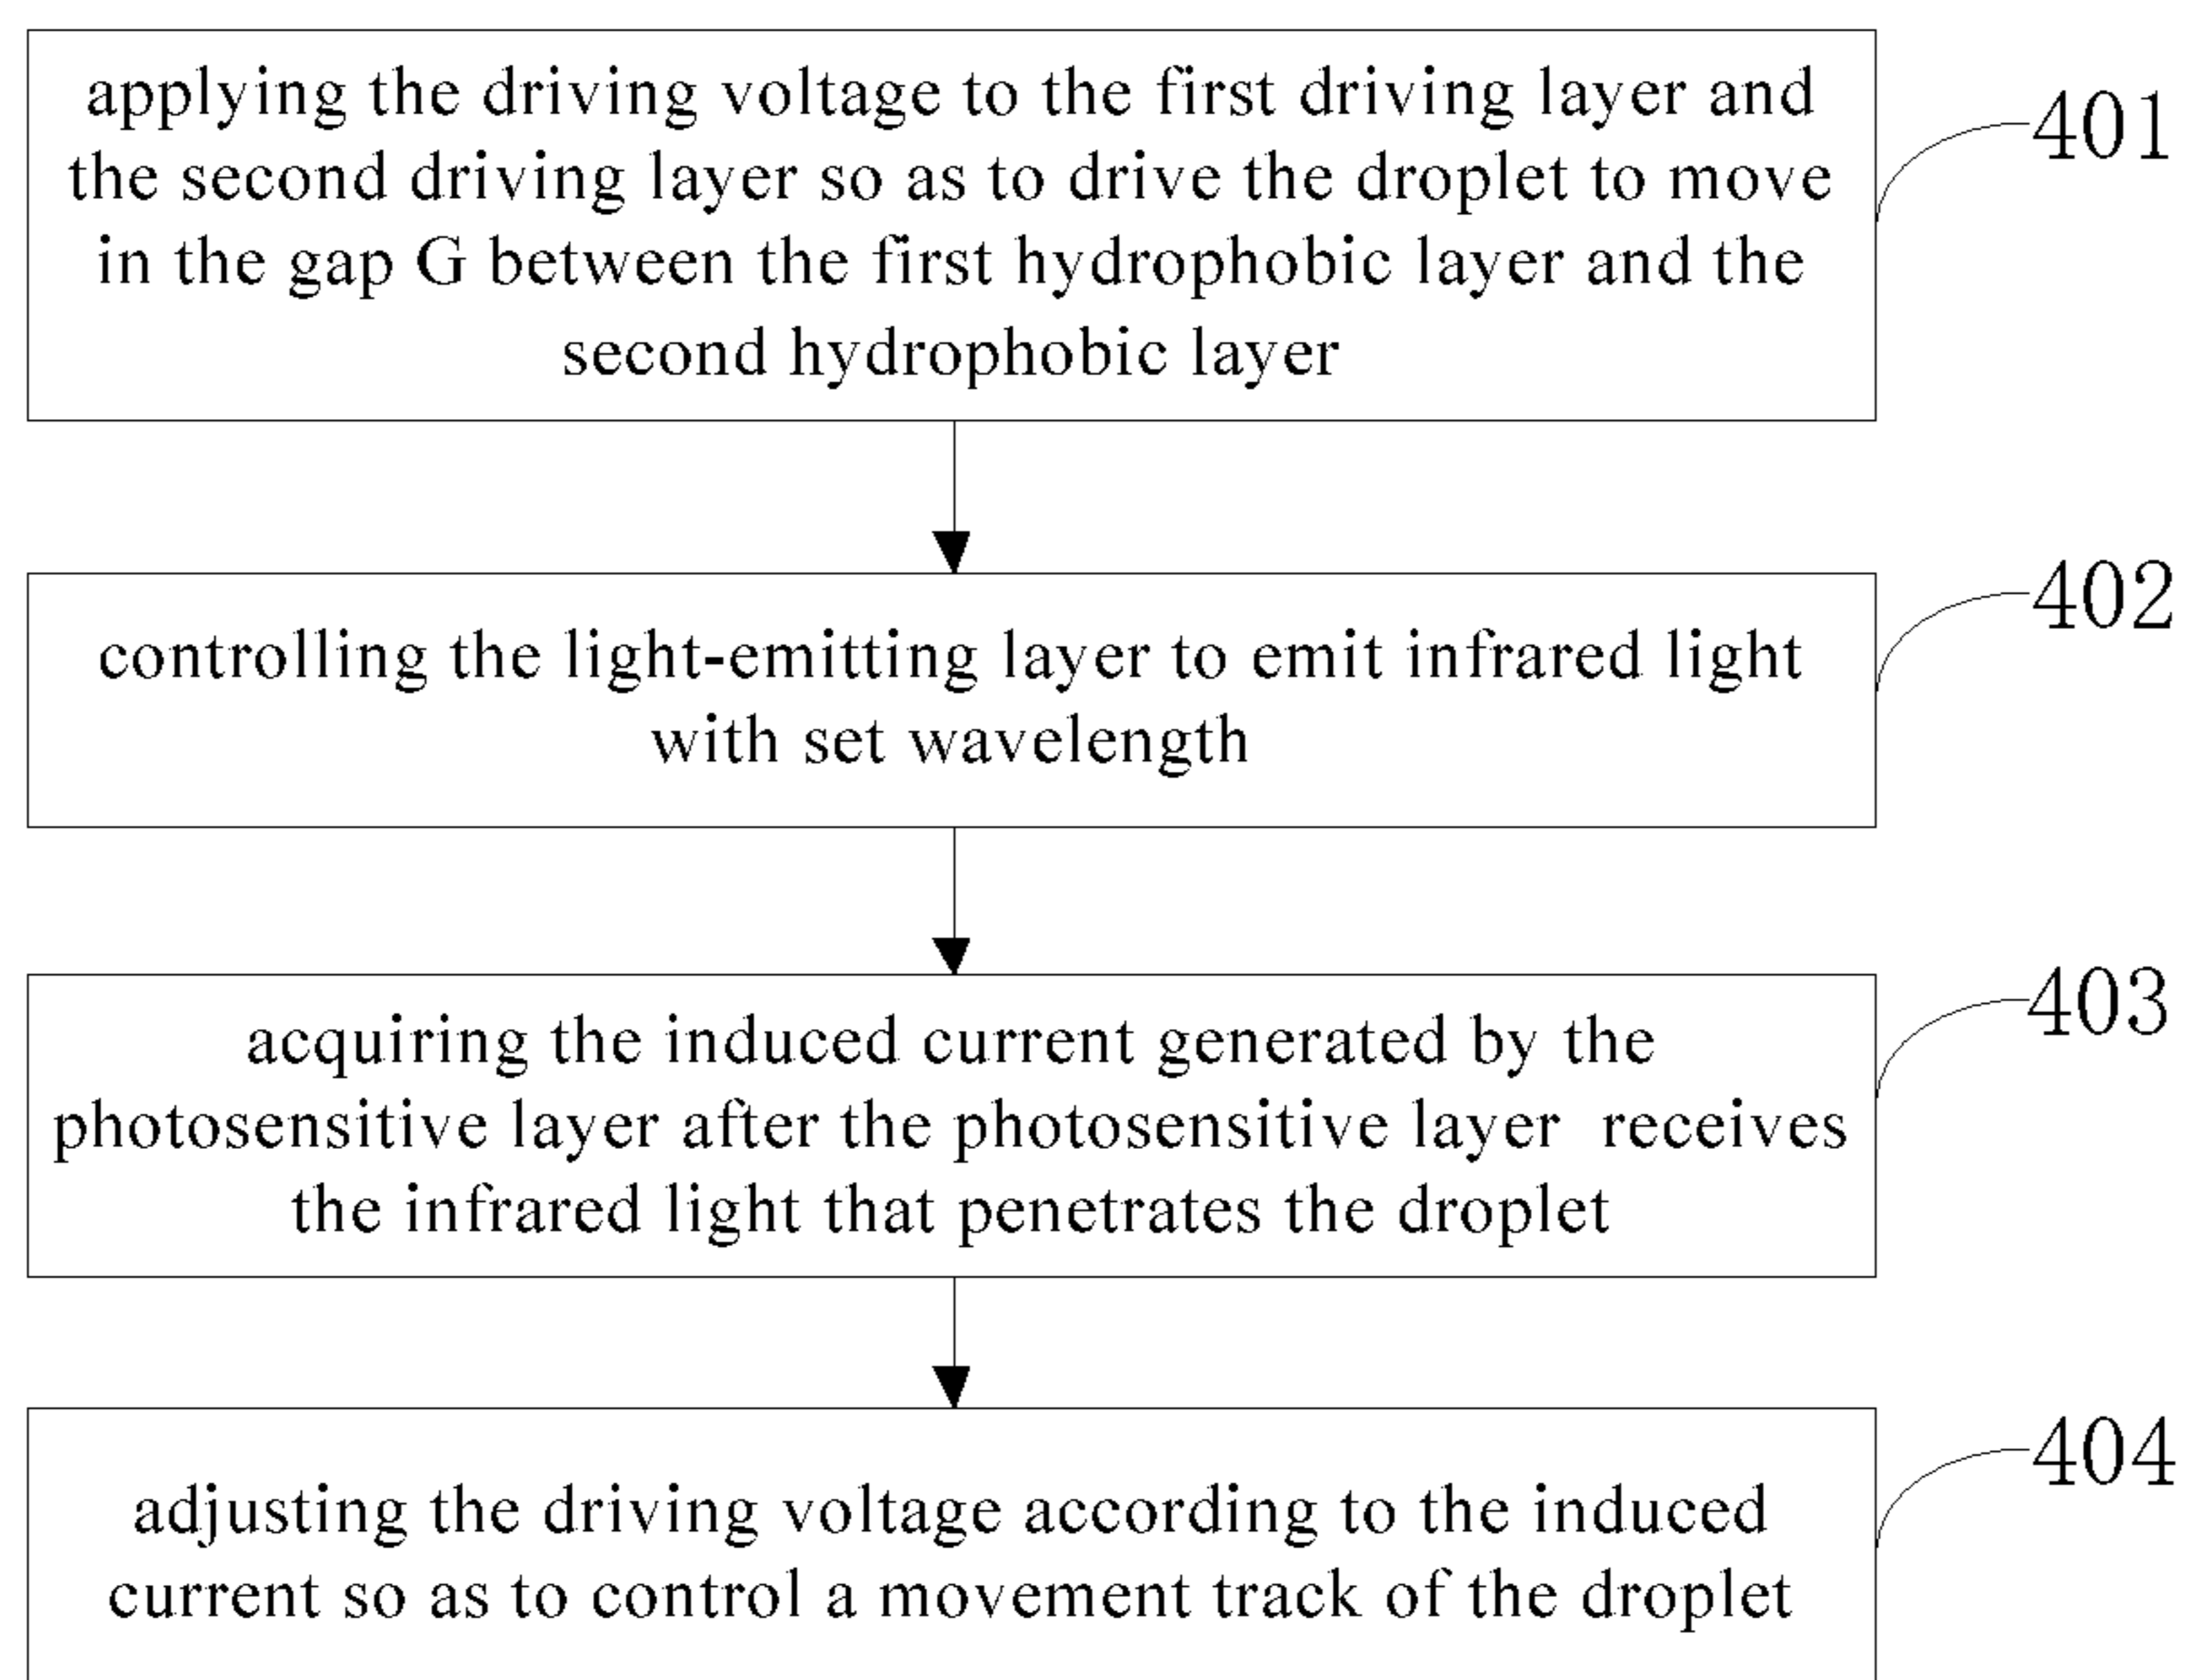 applying the driving voltage to the first driving layer and
the second driving layer so as to drive the droplet to move
in the gap G between the first hydrophobic layer and the
second hydrophobic layer
401
controlling the light-emitting layer to emit infrared light
with set wavelength
402
acquiring the induced current generated by the
photosensitive layer after the photosensitive layer receives
the infrared light that penetrates the droplet
403
adjusting the driving voltage according to the induced
current so as to control a movement track of the droplet
404